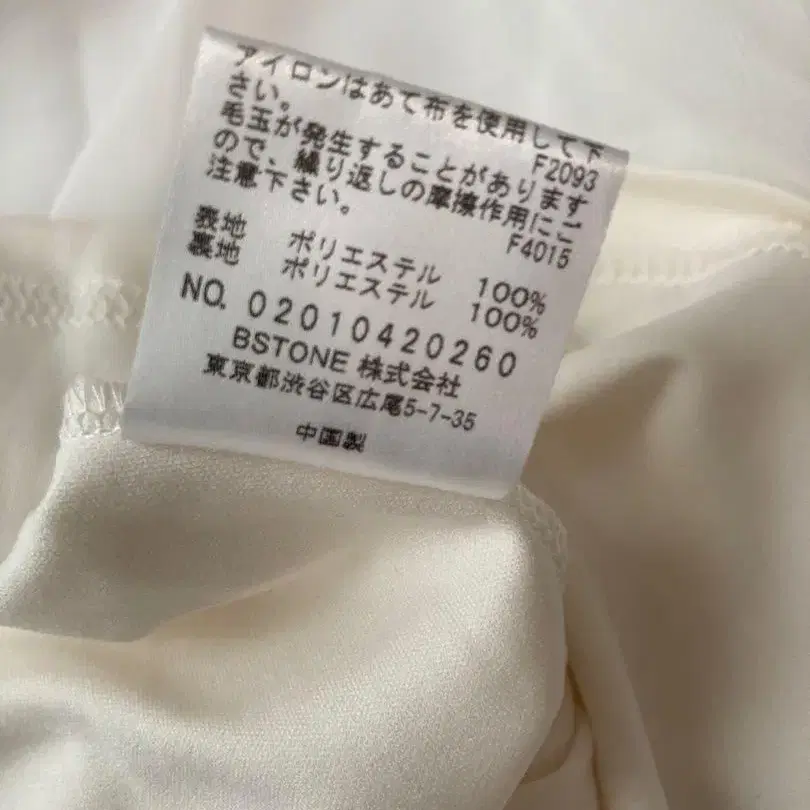 アイロンはあて布を使用して下
さい。 F2093
毛玉が発生することがあります
ので、繰り返しの摩擦作用にご
注意下さい。 F4015
表地 ポリエステル 100%
裏地 ポリエステル 100%
NO. 02010420260
BSTONE 株式会社
東京都渋谷区広尾5-7-35
中国製